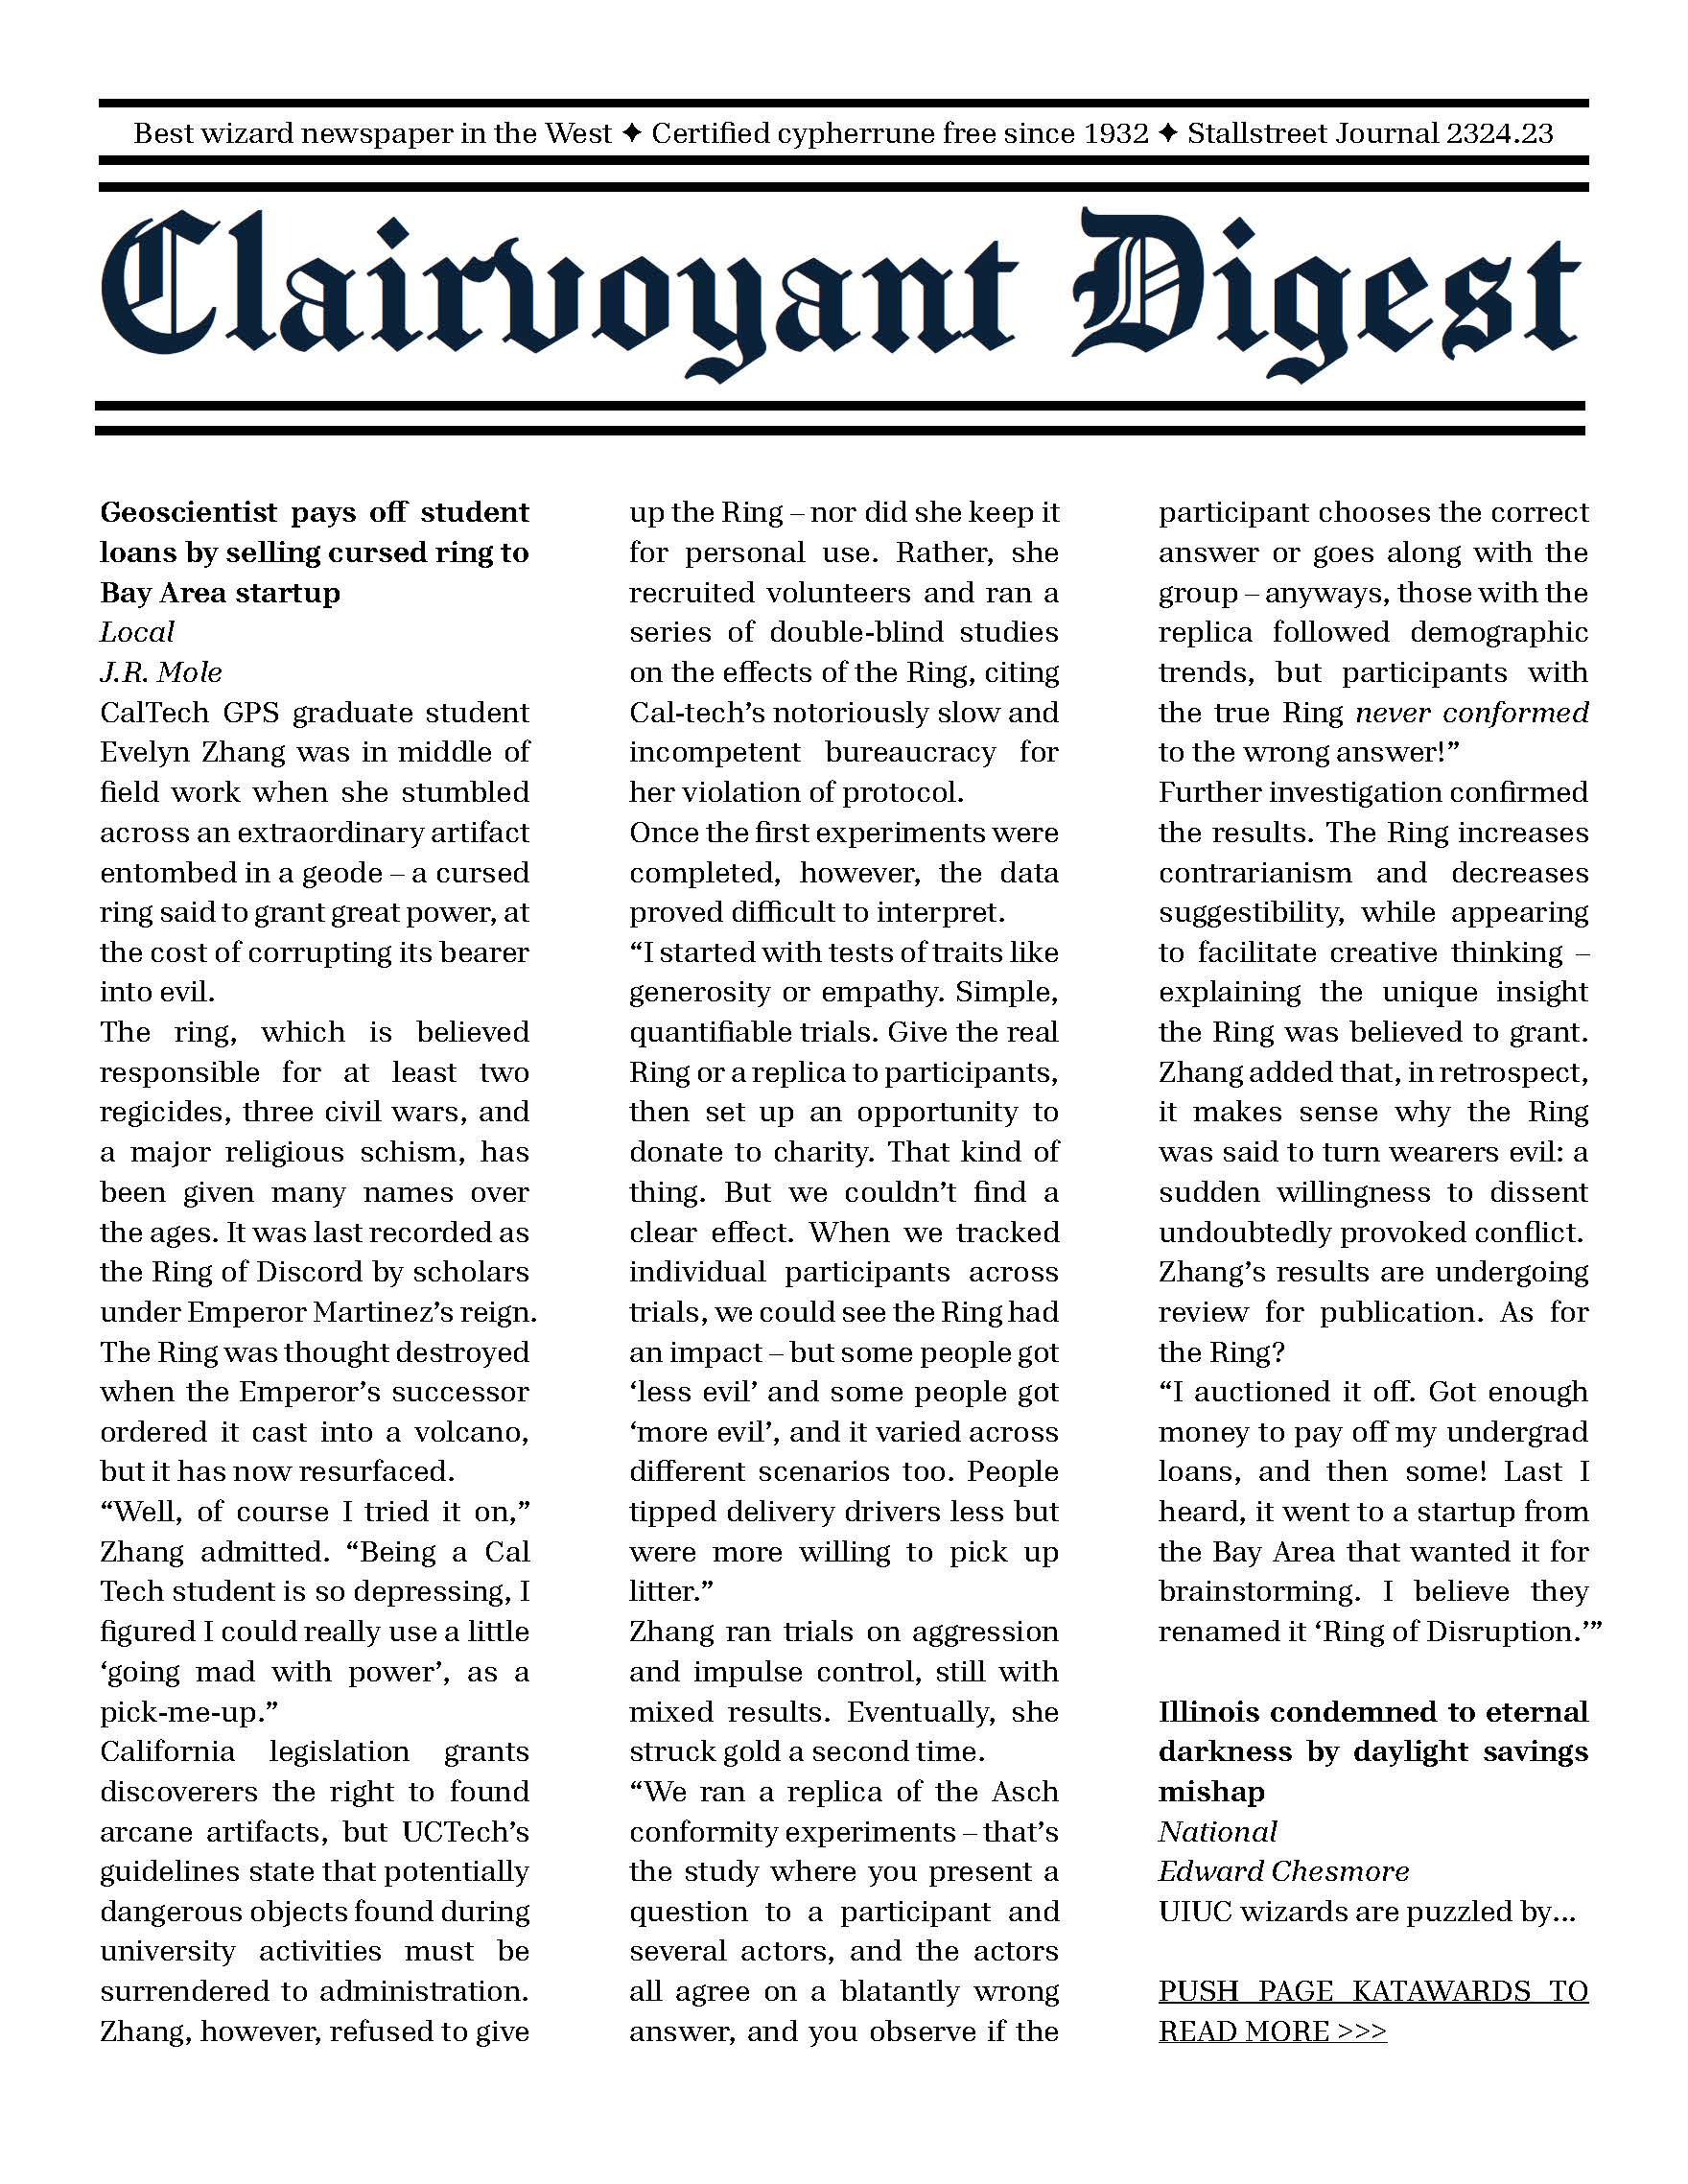 Best wizard newspaper in the West ✦ Certified cypherrune free since 1932 ✦ Stallstreet Journal 2324.23
Clairvoyant Digest
Geoscientist pays off student
loans by selling cursed ring to
Bay Area startup
Local
J.R. Mole
CalTech GPS graduate student
Evelyn Zhang was in middle of
field work when she stumbled
across an extraordinary artifact
entombed in a geode – a cursed
ring said to grant great power, at
the cost of corrupting its bearer
into evil.
The ring, which is believed
responsible for at least two
regicides, three civil wars, and
a major religious schism, has
been given many names over
the ages. It was last recorded as
the Ring of Discord by scholars
under Emperor Martinez’s reign.
The Ring was thought destroyed
when the Emperor’s successor
ordered it cast into a volcano,
but it has now resurfaced.
“Well, of course I tried it on,”
Zhang admitted. “Being a Cal
Tech student is so depressing, I
figured I could really use a little
‘going mad with power’, as a
pick-me-up.”
California legislation grants
discoverers the right to found
arcane artifacts, but UCTech’s
guidelines state that potentially
dangerous objects found during
university activities must be
surrendered to administration.
Zhang, however, refused to give
up the Ring – nor did she keep it
for personal use. Rather, she
recruited volunteers and ran a
series of double-blind studies
on the effects of the Ring, citing
Cal-tech’s notoriously slow and
incompetent bureaucracy for
her violation of protocol.
Once the first experiments were
completed, however, the data
proved difficult to interpret.
“I started with tests of traits like
generosity or empathy. Simple,
quantifiable trials. Give the real
Ring or a replica to participants,
then set up an opportunity to
donate to charity. That kind of
thing. But we couldn’t find a
clear effect. When we tracked
individual participants across
trials, we could see the Ring had
an impact – but some people got
‘less evil’ and some people got
‘more evil’, and it varied across
different scenarios too. People
tipped delivery drivers less but
were more willing to pick up
litter.”
Zhang ran trials on aggression
and impulse control, still with
mixed results. Eventually, she
struck gold a second time.
“We ran a replica of the Asch
conformity experiments – that’s
the study where you present a
question to a participant and
several actors, and the actors
all agree on a blatantly wrong
answer, and you observe if the
participant chooses the correct
answer or goes along with the
group – anyways, those with the
replica followed demographic
trends, but participants with
the true Ring never conformed
to the wrong answer!”
Further investigation confirmed
the results. The Ring increases
contrarianism and decreases
suggestibility, while appearing
to facilitate creative thinking –
explaining the unique insight
the Ring was believed to grant.
Zhang added that, in retrospect,
it makes sense why the Ring
was said to turn wearers evil: a
sudden willingness to dissent
undoubtedly provoked conflict.
Zhang’s results are undergoing
review for publication. As for
the Ring?
“I auctioned it off. Got enough
money to pay off my undergrad
loans, and then some! Last I
heard, it went to a startup from
the Bay Area that wanted it for
brainstorming. I believe they
renamed it ‘Ring of Disruption.’”
Illinois condemned to eternal
darkness by daylight savings
mishap
National
Edward Chesmore
UIUC wizards are puzzled by...
PUSH PAGE KATAWARDS TO
READ MORE >>>